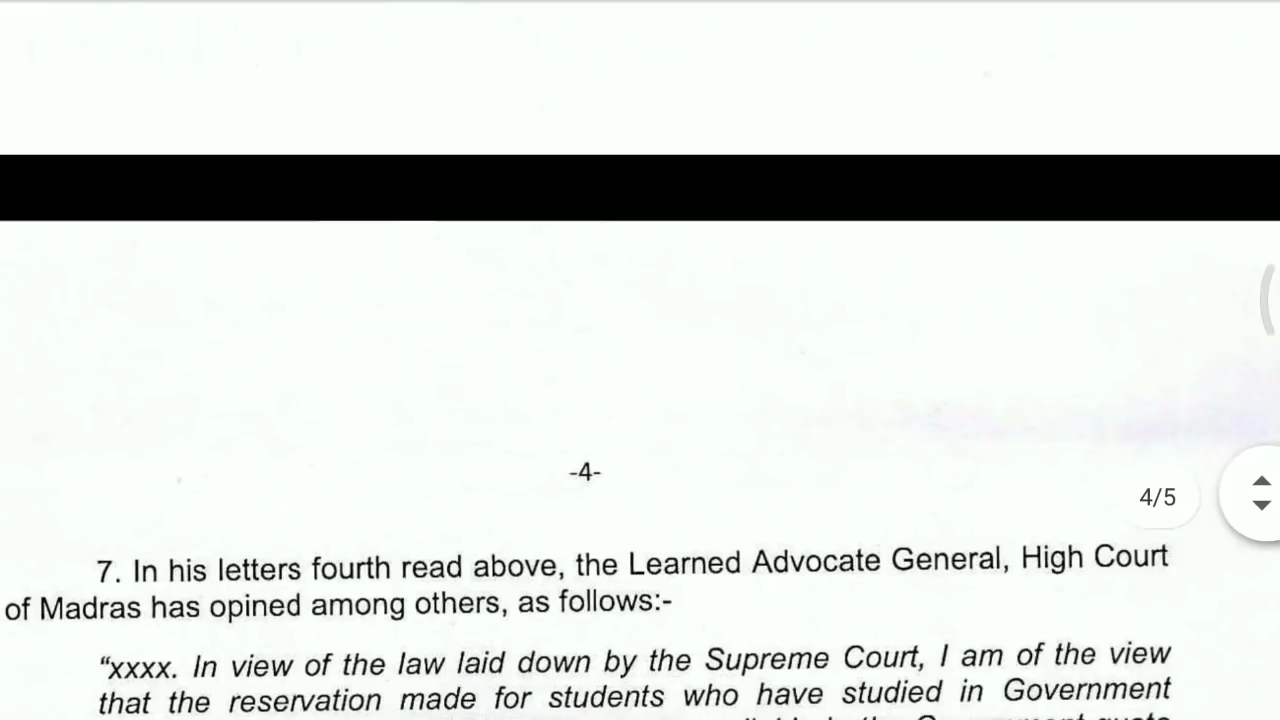 -4-
4/5
7. In his letters fourth read above, the Learned Advocate General, High Court
of Madras has opined among others, as follows:-
“xxxx. In view of the law laid down by the Supreme Court, I am of the view
that the reservation made for students who have studied in Government